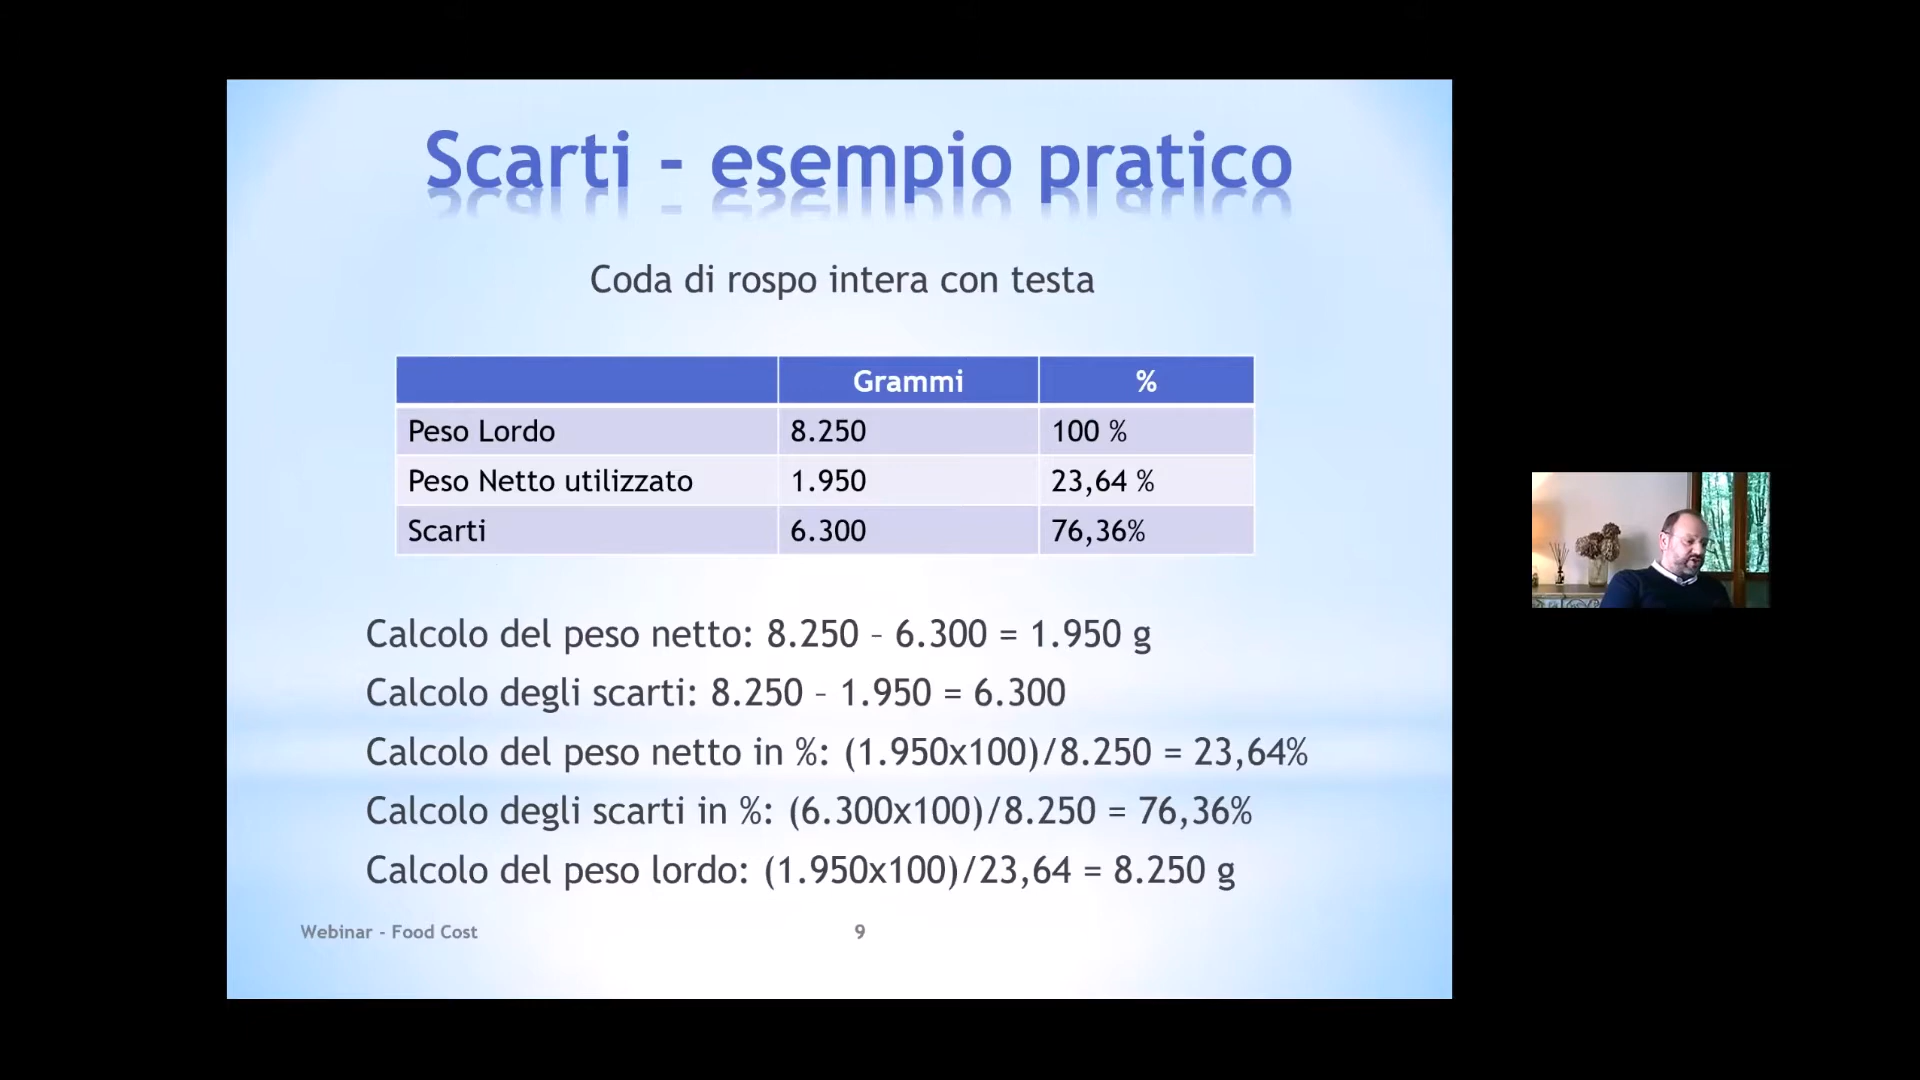 Scarti - esempio pratico
Coda di rospo intera con testa
Grammi %
Peso Lordo 8.250 100 %
Peso Netto utilizzato 1.950 23,64 %
Scarti 6.300 76,36%
Calcolo del peso netto: 8.250 – 6.300 = 1.950 g
Calcolo degli scarti: 8.250 – 1.950 = 6.300
Calcolo del peso netto in %: (1.950x100)/8.250 = 23,64%
Calcolo degli scarti in %: (6.300x100)/8.250 = 76,36%
Calcolo del peso lordo: (1.950x100)/23,64 = 8.250 g
Webinar - Food Cost 9